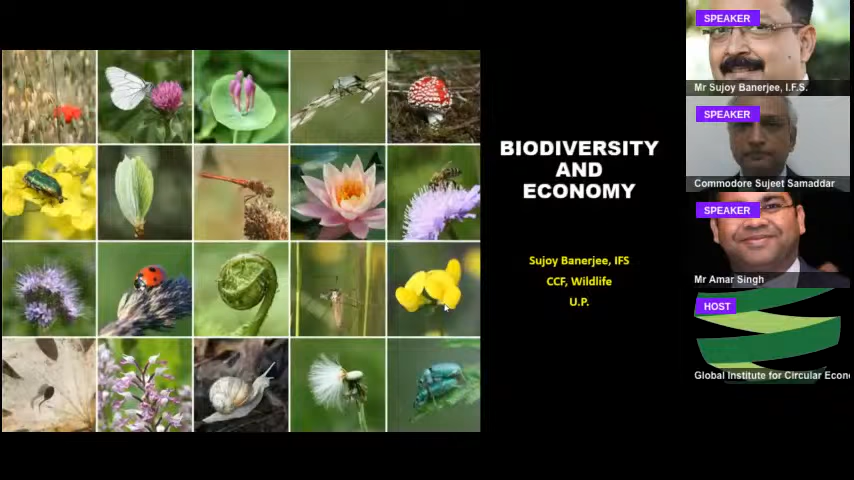 BIODIVERSITY
AND
ECONOMY
Sujoy Banerjee, IFS
CCF, Wildlife
U.P.
SPEAKER
Mr Sujoy Banerjee, I.F.S.
SPEAKER
Commodore Sujeet Samaddar
SPEAKER
Mr Amar Singh
HOST
Global Institute for Circular Econ